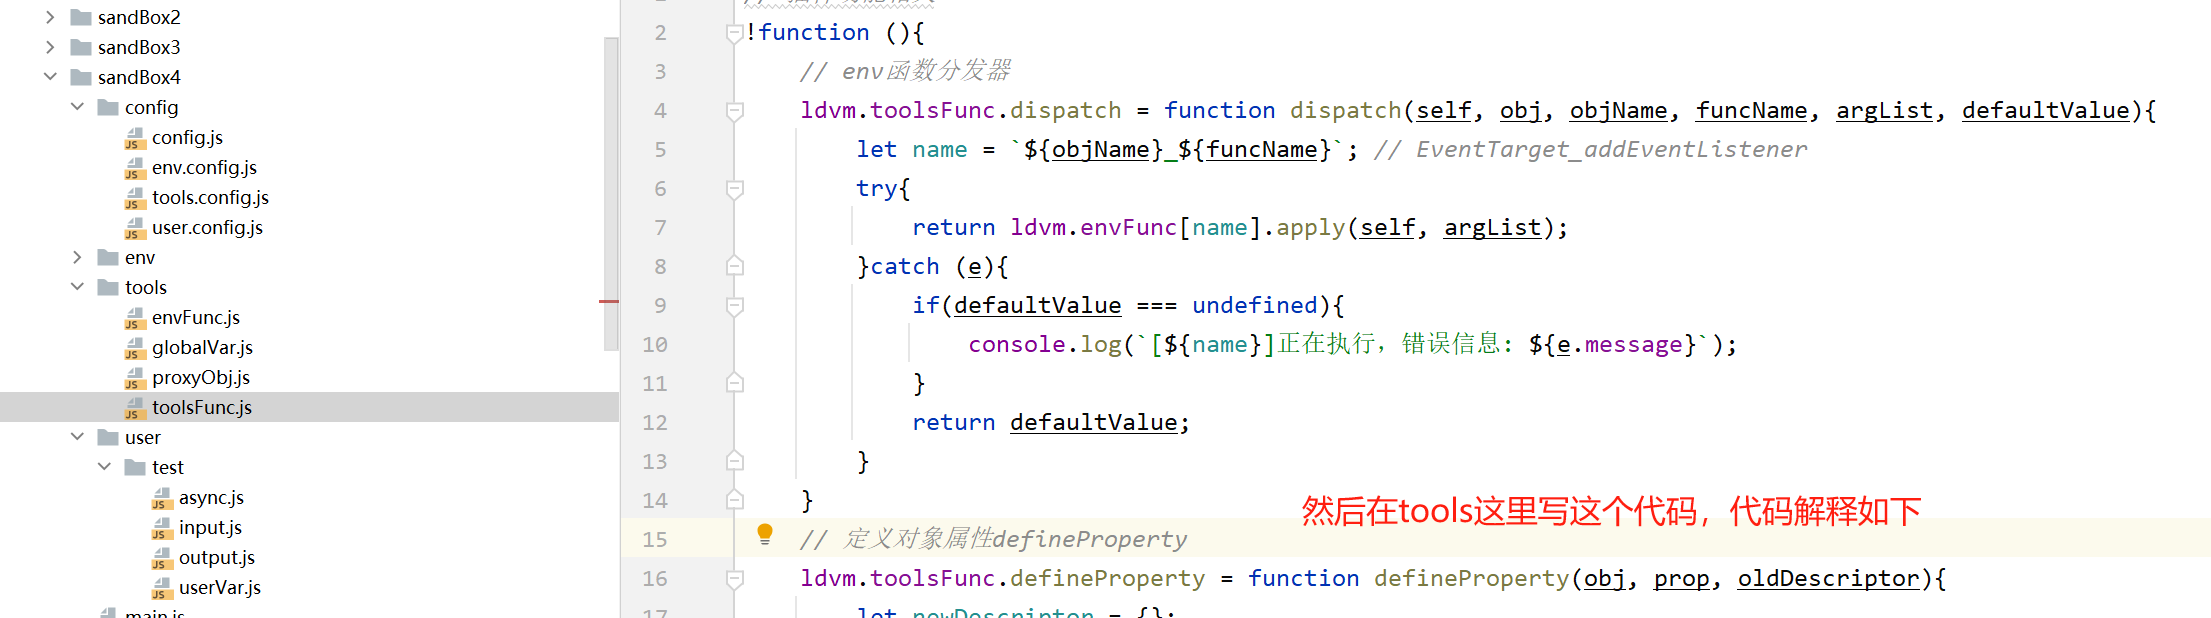 sandBox2
sandBox3
sandBox4
config
config.js
env.config.js
tools.config.js
user.config.js
env
tools
envFunc.js
globalVar.js
proxyObj.js
toolsFunc.js
user
test
async.js
input.js
output.js
userVar.js
main.js
2 !function (){
3 // env函数分发器
4 ldvm.toolsFunc.dispatch = function dispatch(self, obj, objName, funcName, argList, defaultValue){
5 let name = `${objName}_${funcName}`; // EventTarget_addEventListener
6 try{
7 return ldvm.envFunc[name].apply(self, argList);
8 }catch (e){
9 if(defaultValue === undefined){
10 console.log(`[${name}]正在执行，错误信息: ${e.message}`);
11 }
12 return defaultValue;
13 }
14 }
然后在tools这里写这个代码，代码解释如下
15 // 定义对象属性defineProperty
16 ldvm.toolsFunc.defineProperty = function defineProperty(obj, prop, oldDescriptor){
17 let newDescriptor = {};